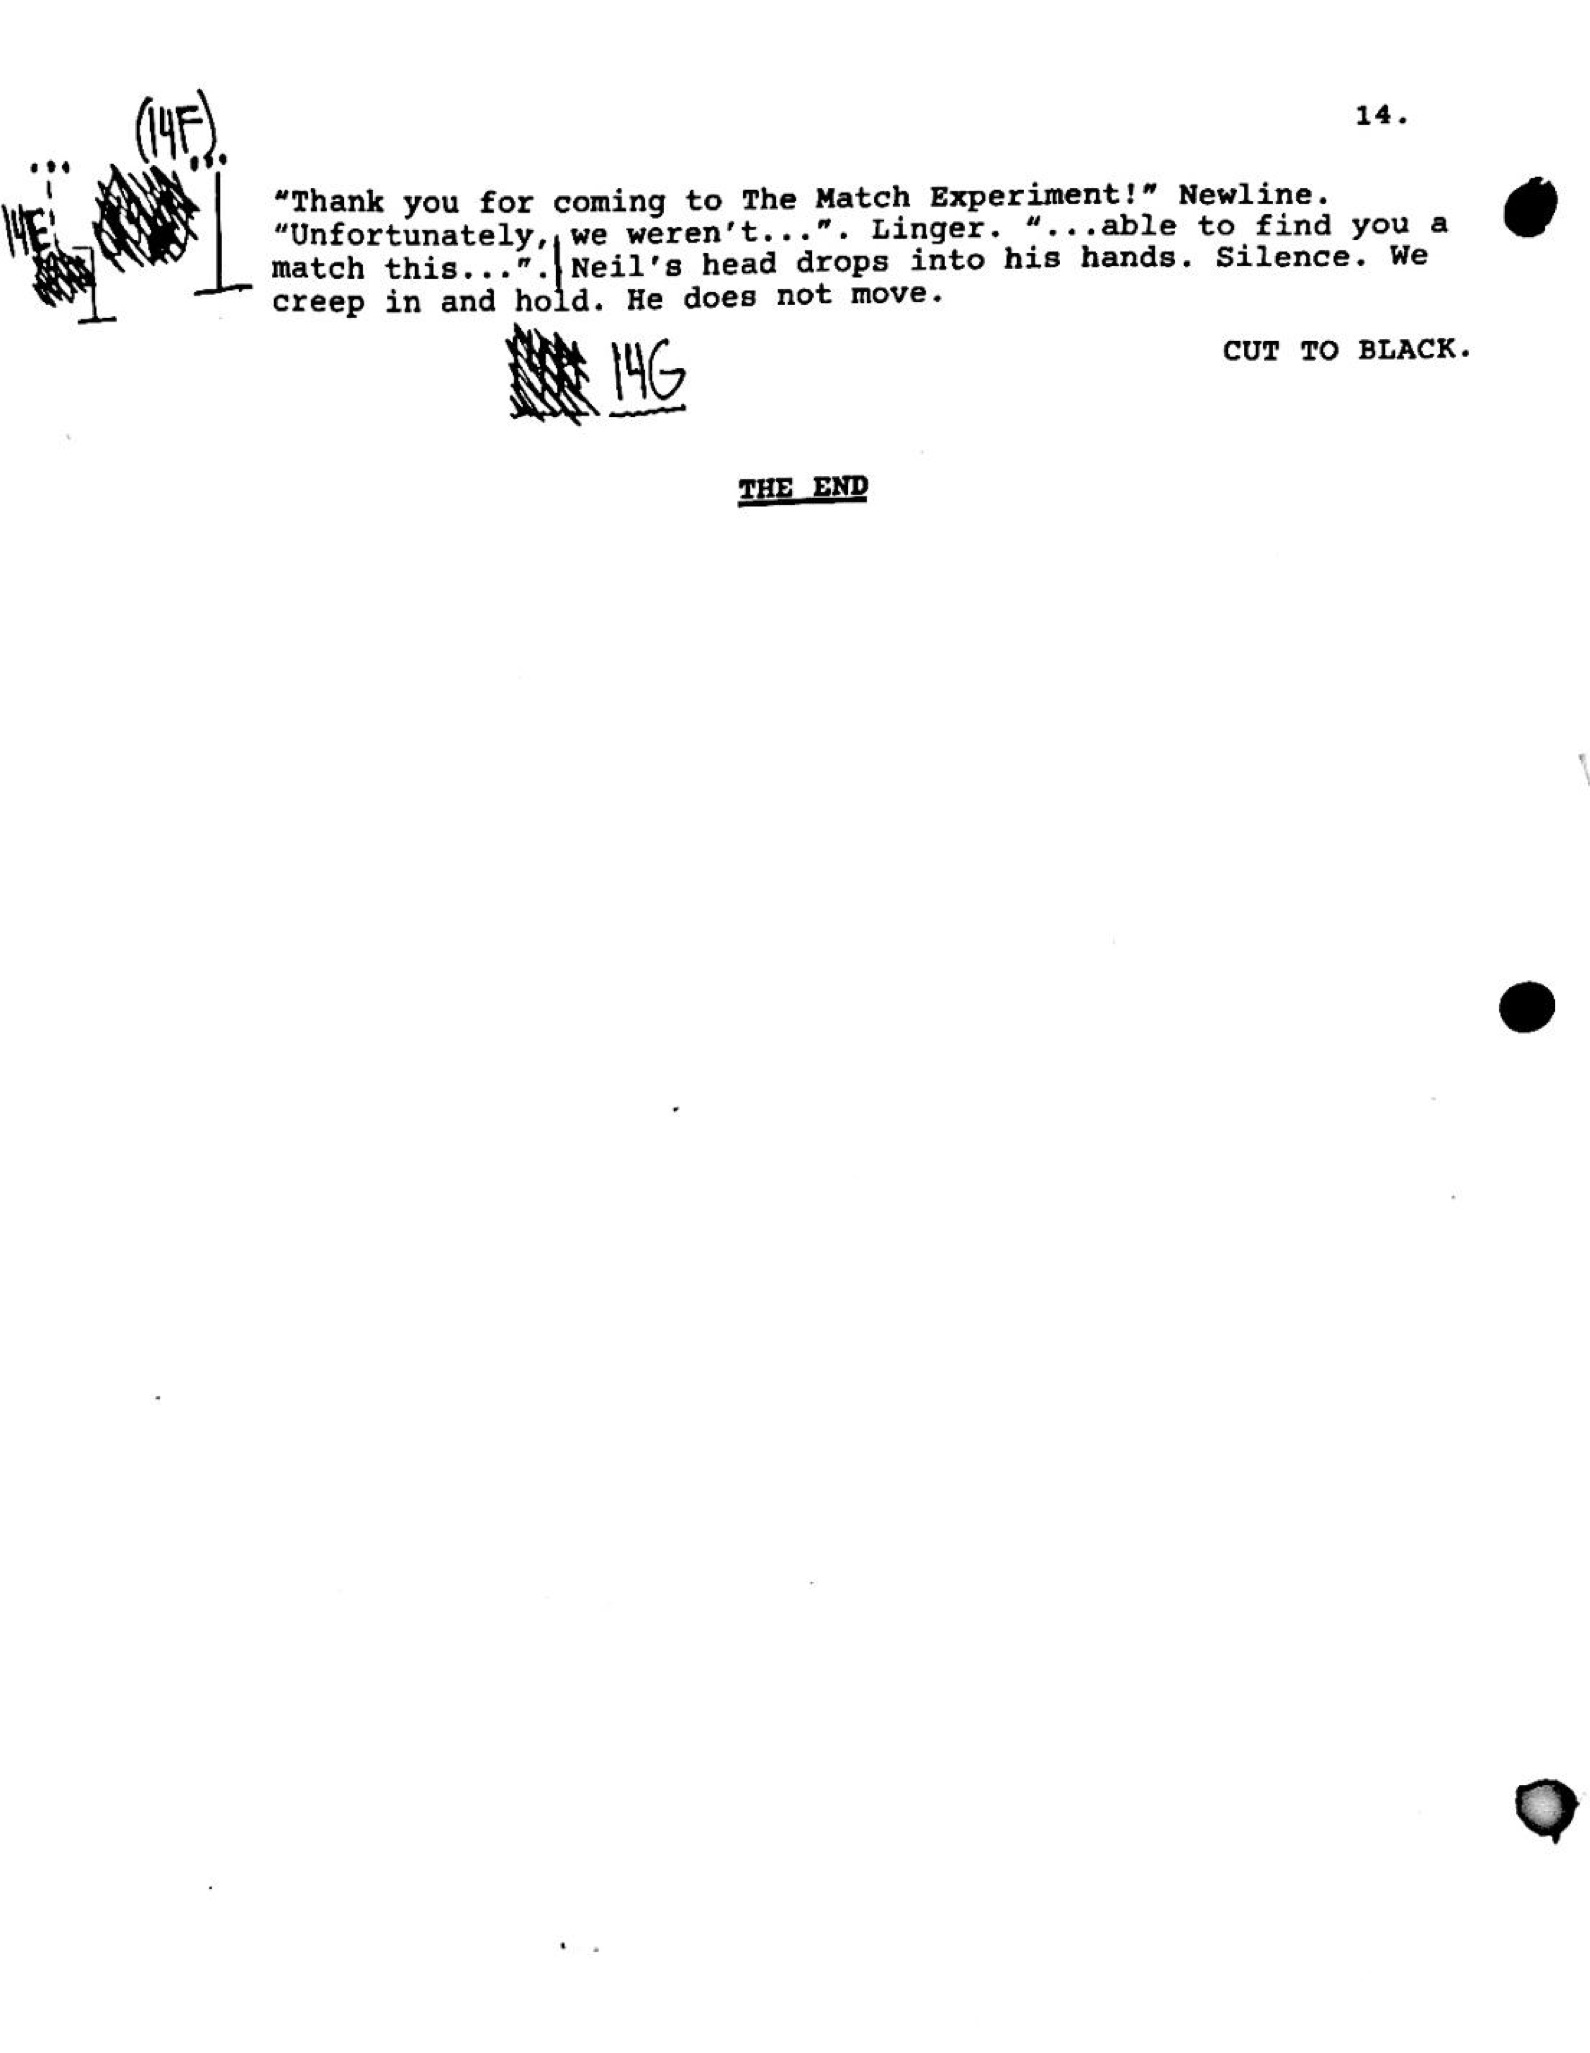 (14F)
14.
14E
“Thank you for coming to The Match Experiment!” Newline.
“Unfortunately, we weren't...”. Linger. “...able to find you a
match this...”. Neil's head drops into his hands. Silence. We
creep in and hold. He does not move.
14G
CUT TO BLACK.
THE END